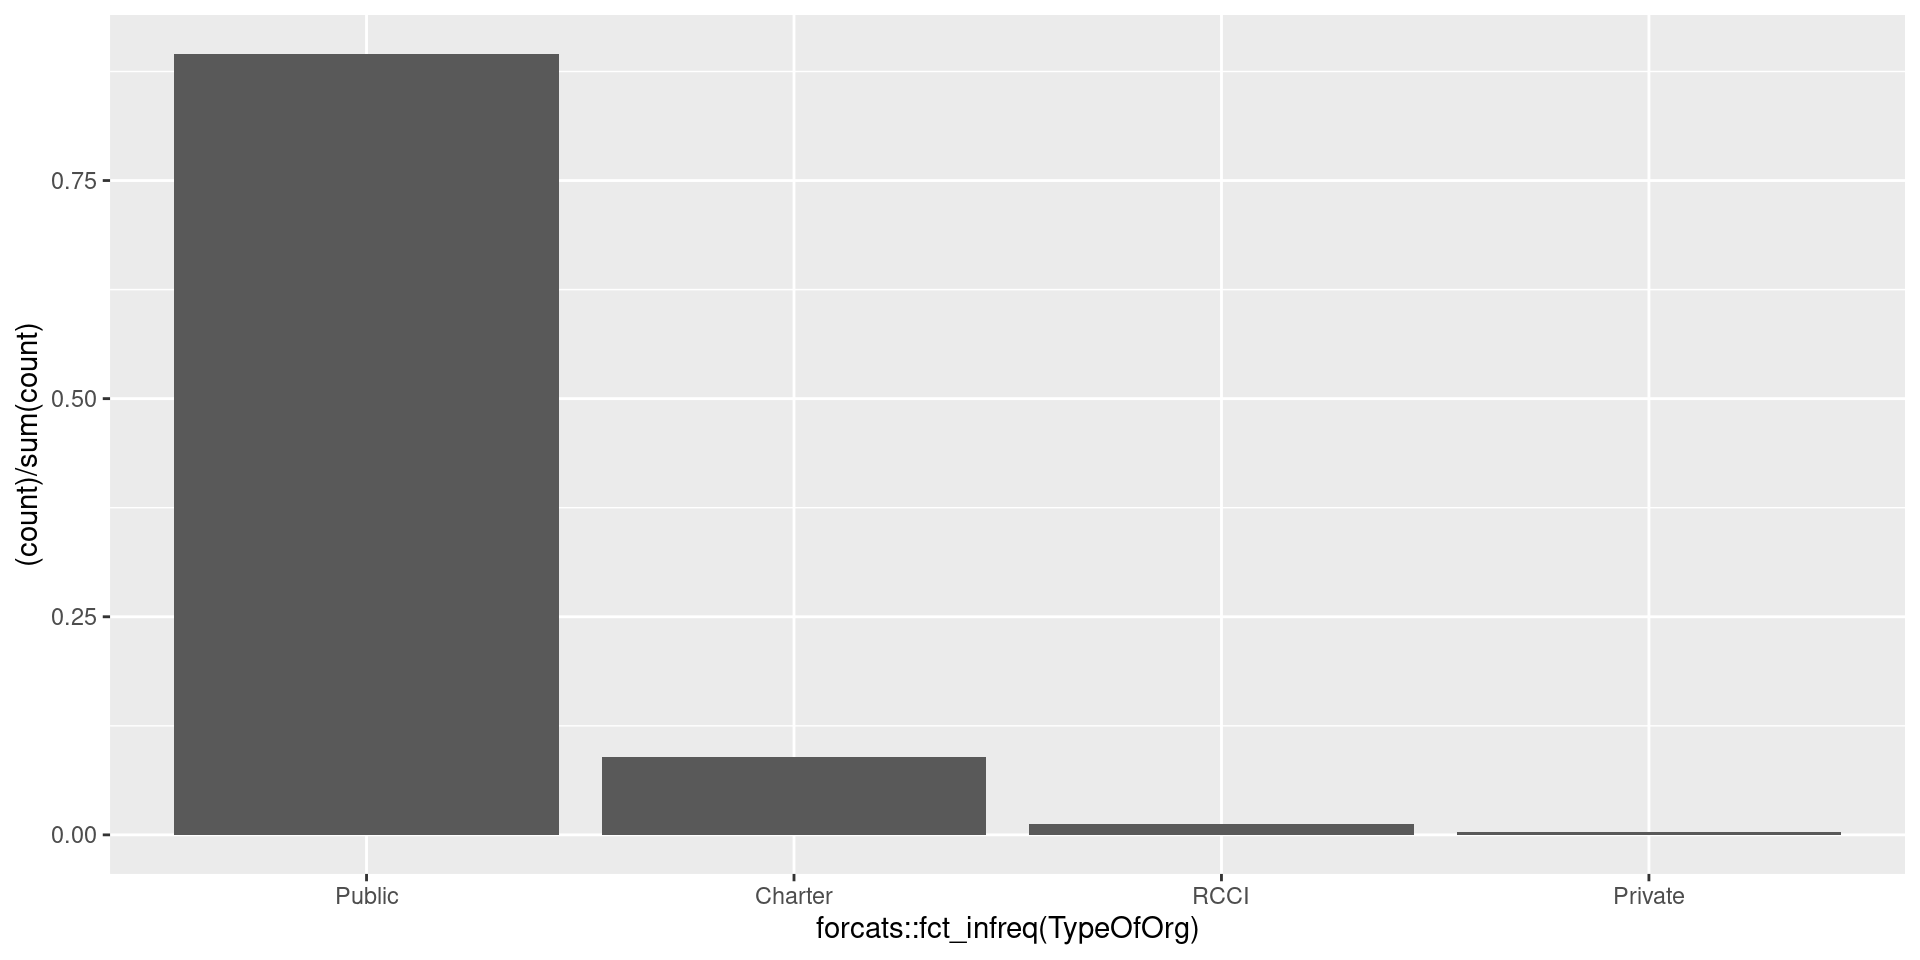 (count)/sum(count)
0.75
0.50
0.25
0.00
Public
Charter
RCCI
Private
forcats::fct_infreq(TypeOfOrg)